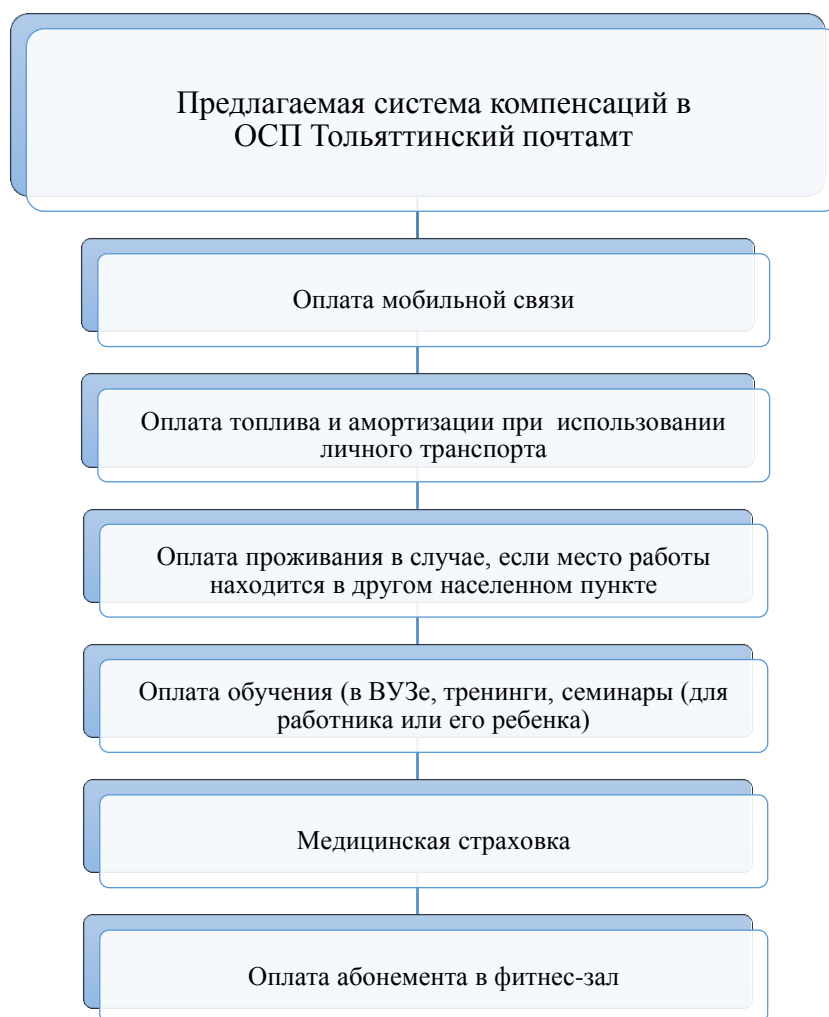 Предлагаемая система компенсаций в
ОСП Тольяттинский почтамт
Оплата мобильной связи
Оплата топлива и амортизации при использовании
личного транспорта
Оплата проживания в случае, если место работы
находится в другом населенном пункте
Оплата обучения (в ВУЗе, тренинги, семинары (для
работника или его ребенка)
Медицинская страховка
Оплата абонемента в фитнес-зал